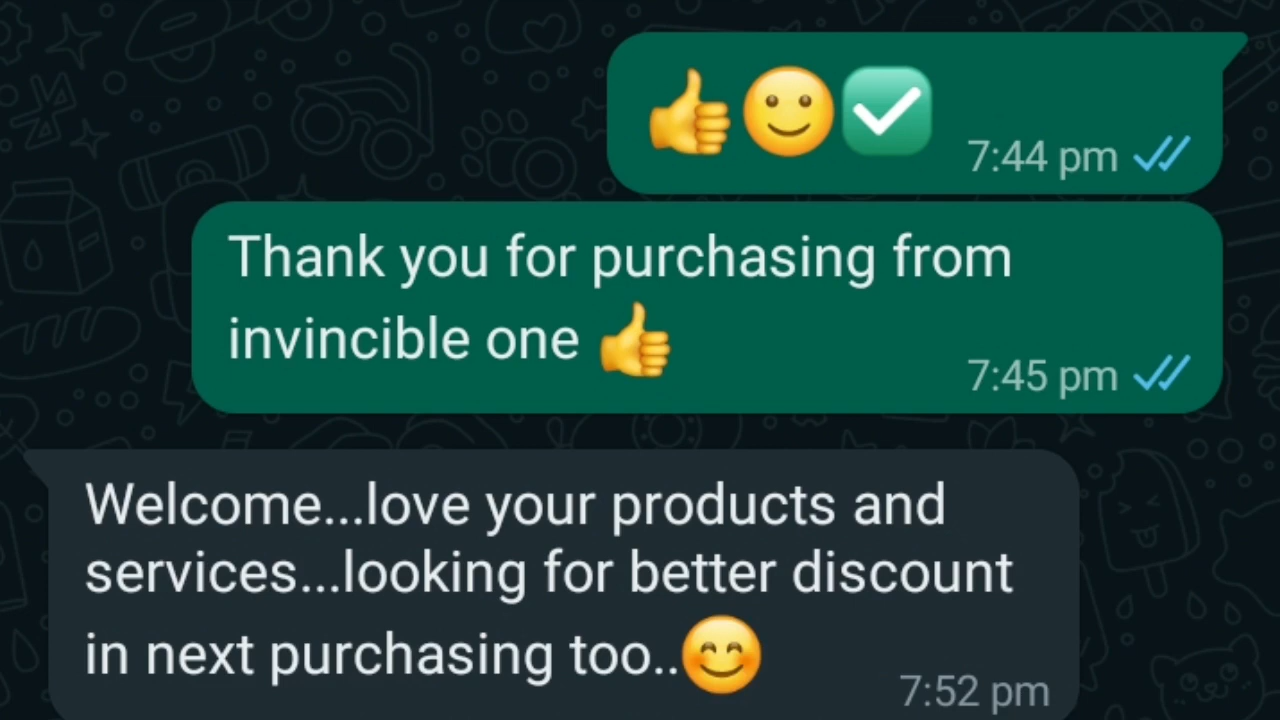 👍🙂✅ 7:44 pm
Thank you for purchasing from
invincible one 👍
7:45 pm
Welcome...love your products and
services...looking for better discount
in next purchasing too..😊
7:52 pm